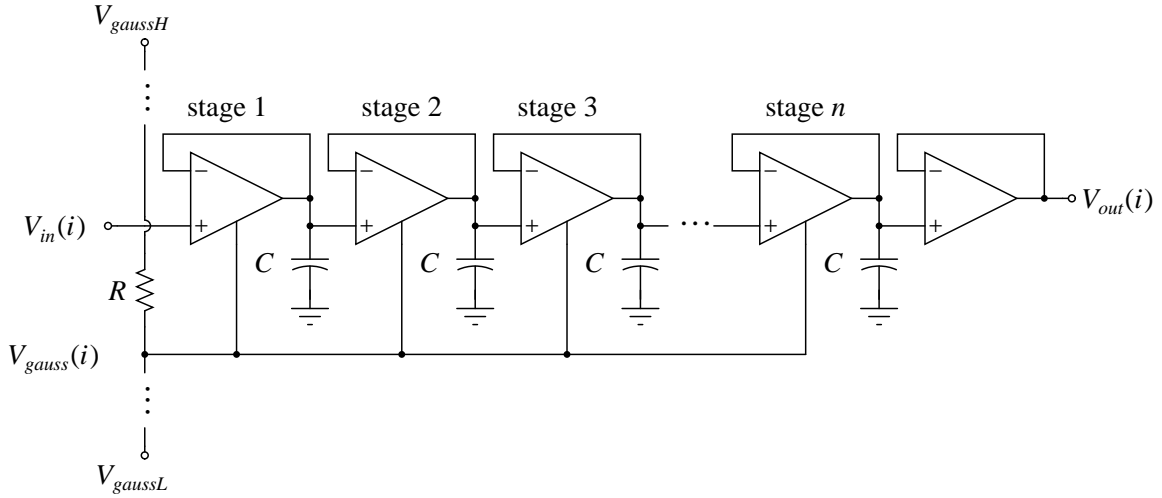 V_gaussH
stage 1 stage 2 stage 3 stage n
− − − − −
V_in(i) + + + + + V_out(i)
R C C C C
V_gauss(i)
V_gaussL